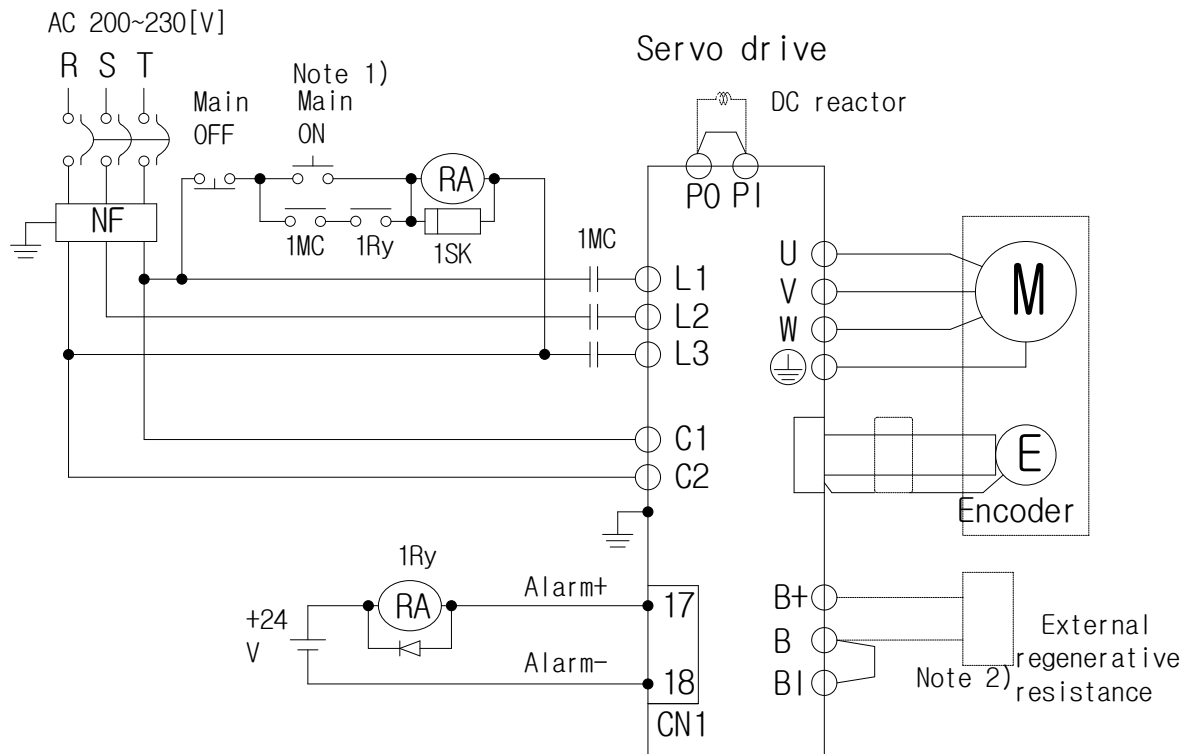 AC 200~230[V]
R S T
Main
OFF
Note 1)
Main
ON
RA
1MC
1Ry
1SK
NF
1MC
L1
L2
L3
C1
C2
Servo drive
DC reactor
PO PI
U
V
W
M
E
Encoder
1Ry
RA
+24
V
Alarm+
Alarm-
17
18
CN1
B+
B
BI
Note 2)
External
regenerative
resistance